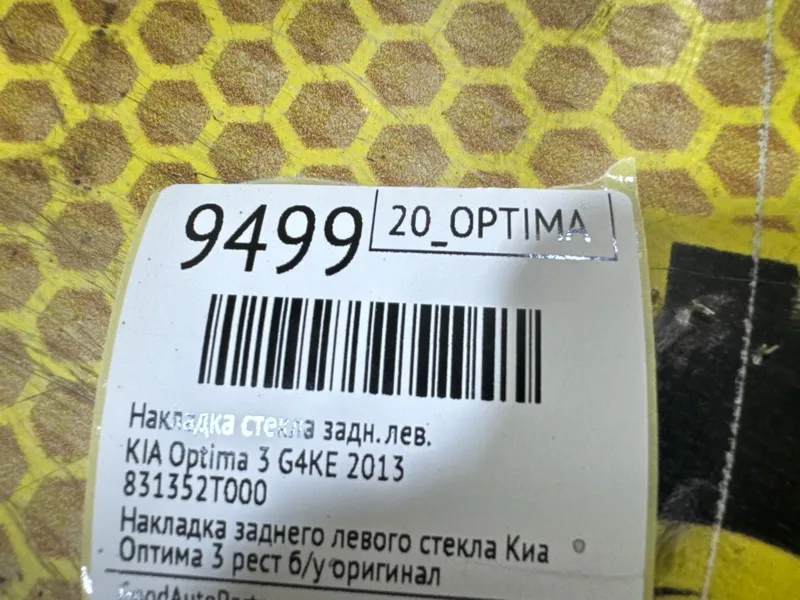 9499
20_OPTIMA
Накладка стекла задн.лев.
KIA Optima 3 G4KE 2013
831352T000
Накладка заднего левого стекла Киа
Оптима 3 рест б/у оригинал